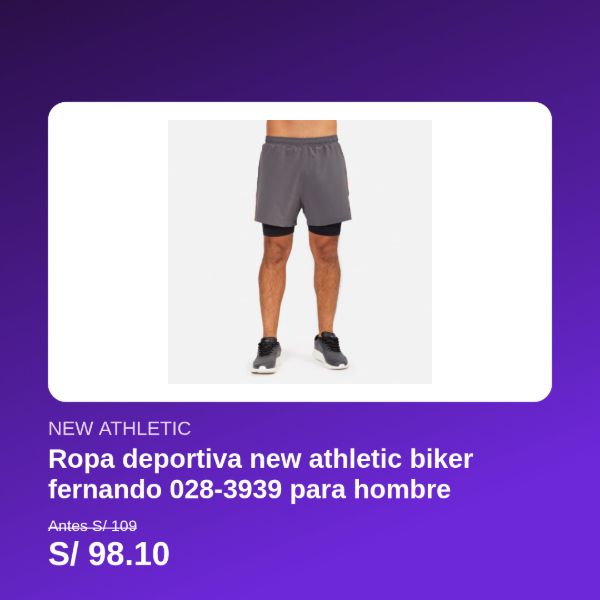 NEW ATHLETIC
Ropa deportiva new athletic biker
fernando 028-3939 para hombre
Antes S/ 109
S/ 98.10